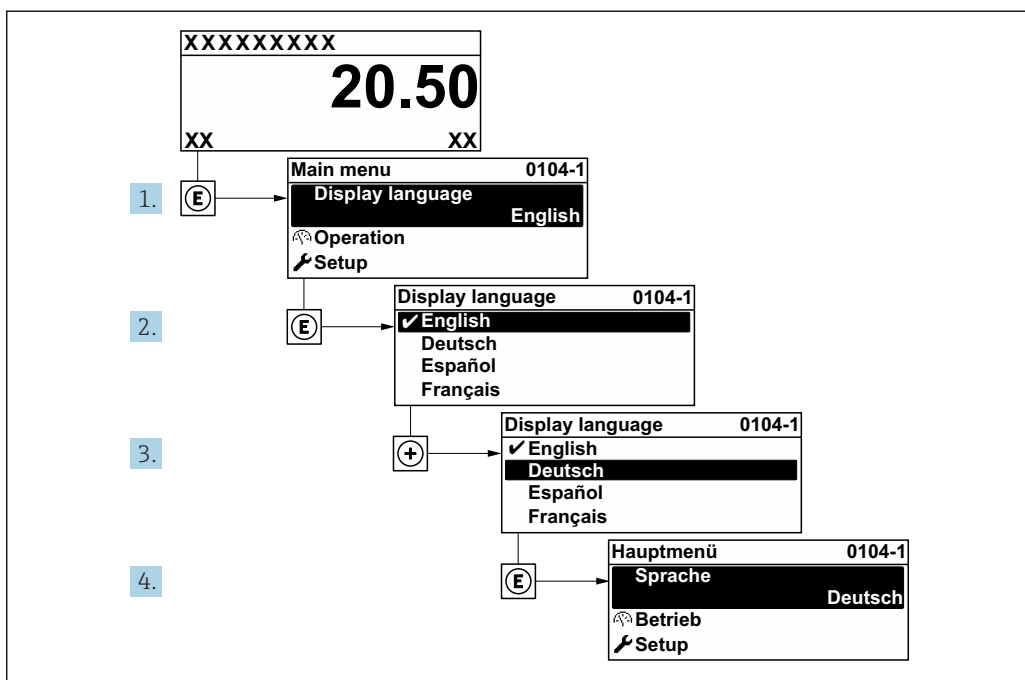 XXXXXXXXX
20.50
XX XX
1. E
Main menu 0104-1
Display language
English
Operation
Setup
2. E
Display language 0104-1
✔English
Deutsch
Español
Français
3. +
Display language 0104-1
✔English
Deutsch
Español
Français
4. E
Hauptmenü 0104-1
Sprache
Deutsch
Betrieb
Setup